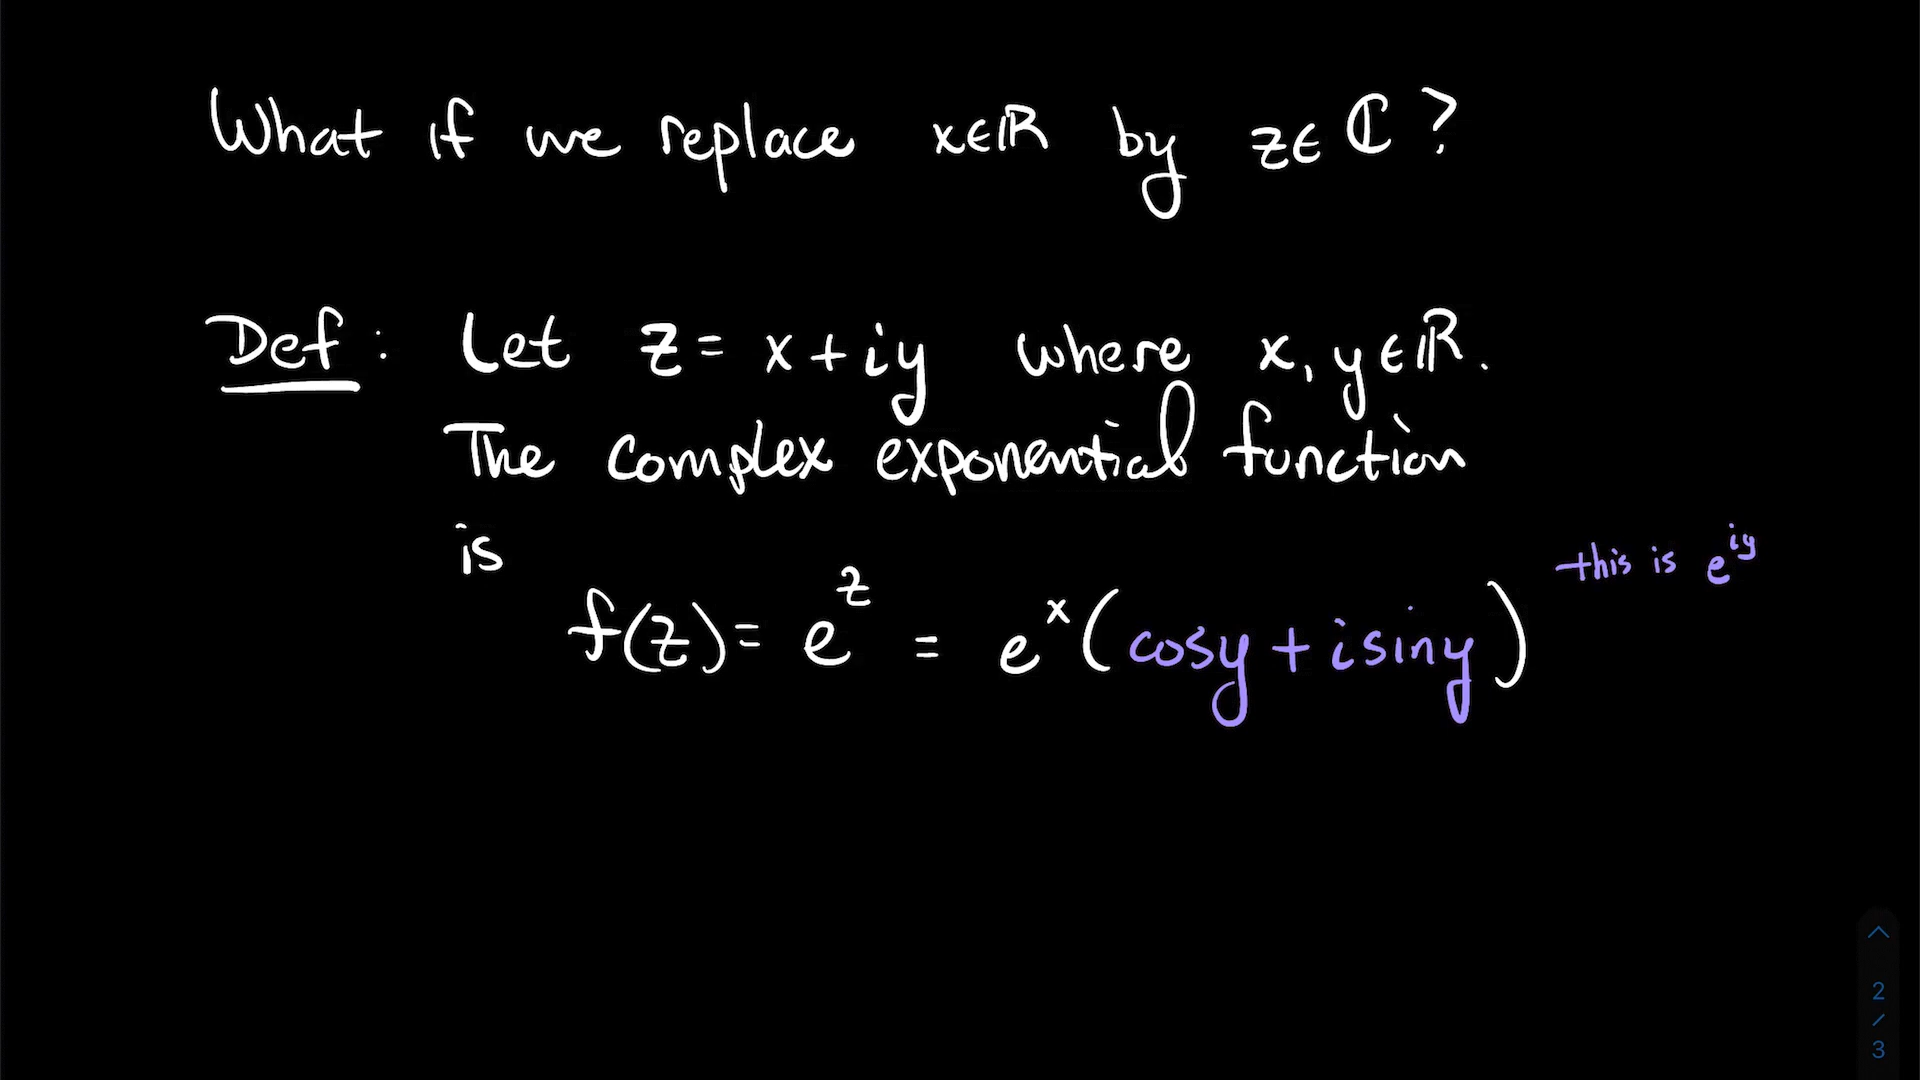 What if we replace x∈ℝ by z∈ℂ?
Def: Let z = x + iy where x, y∈ℝ.
The complex exponential function
is
this is e^{iy}
f(z) = e^z = e^x (cosy + isiny)
2
/
3